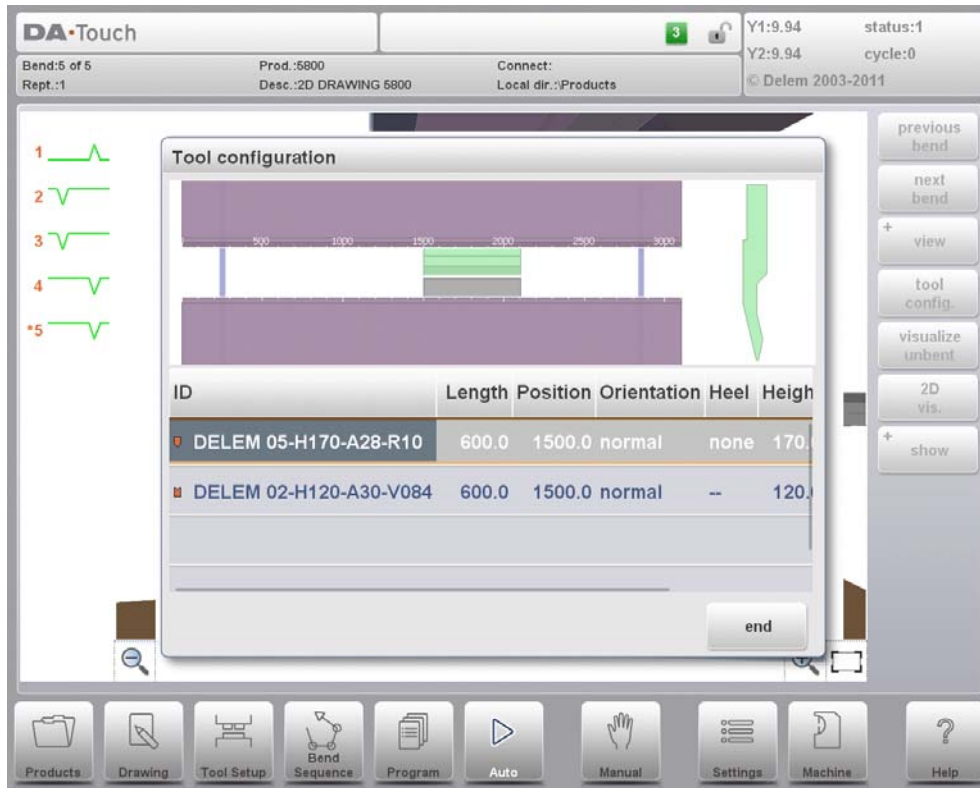 DA·Touch
3
Y1:9.94 status:1
Y2:9.94 cycle:0
Bend:5 of 5 Prod.:5800 Connect:
Rept.:1 Desc.:2D DRAWING 5800 Local dir.:\Products
© Delem 2003-2011
previous
bend
next
bend
+
view
tool
config.
visualize
unbent
2D
vis.
+
show
1
2
3
4
*5
Tool configuration
500 1000 1500 2000 2500 3000
ID Length Position Orientation Heel Heigh
DELEM 05-H170-A28-R10 600.0 1500.0 normal none 170.
DELEM 02-H120-A30-V084 600.0 1500.0 normal -- 120.
end
Products Drawing Tool Setup Bend Sequence Program Auto Manual Settings Machine Help